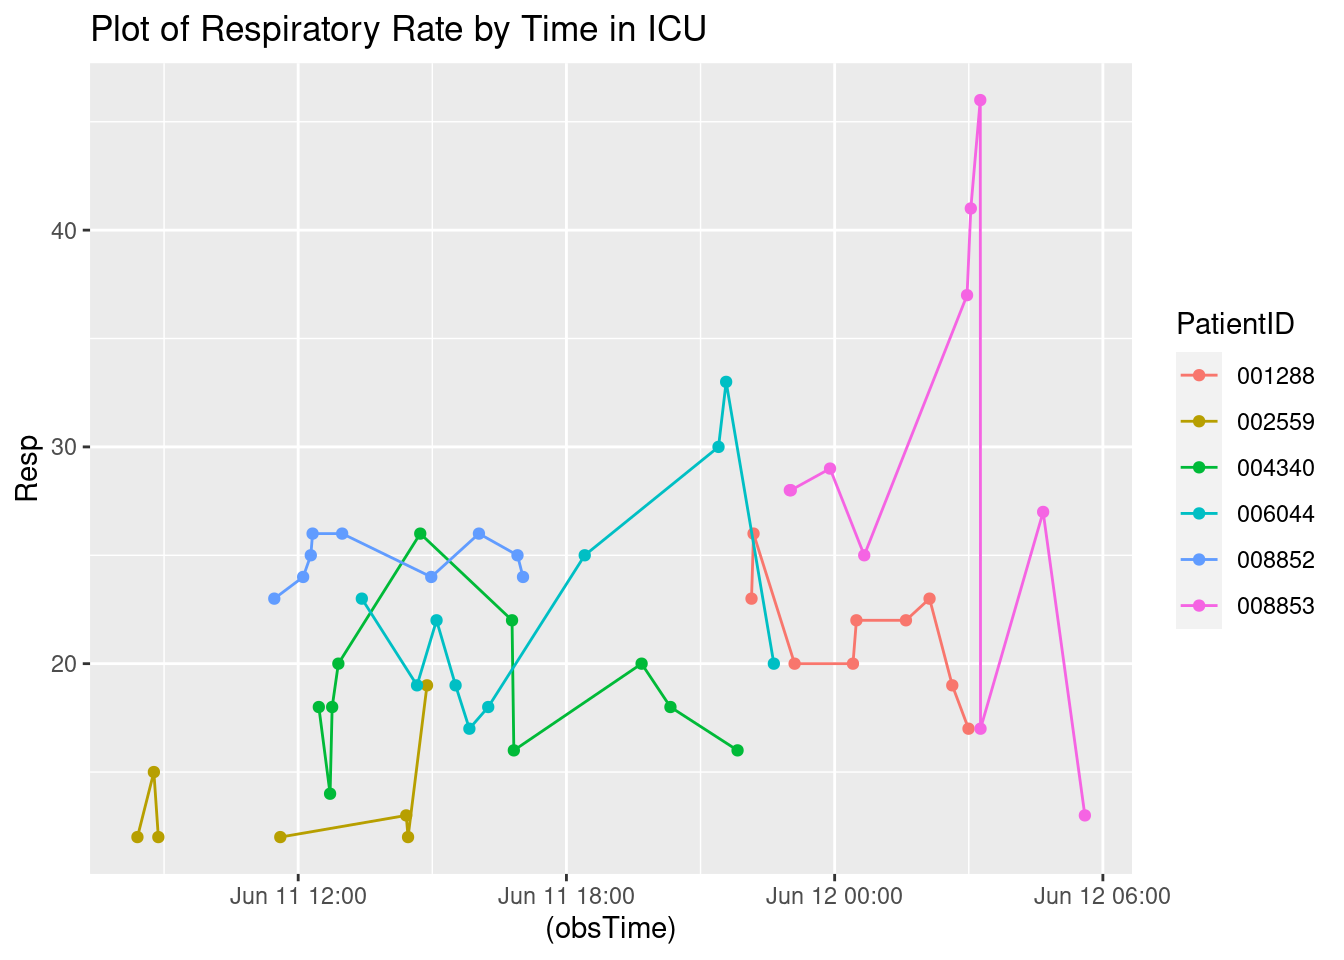 Plot of Respiratory Rate by Time in ICU
Resp
40
30
20
Jun 11 12:00
Jun 11 18:00
Jun 12 00:00
Jun 12 06:00
(obsTime)
PatientID
001288
002559
004340
006044
008852
008853